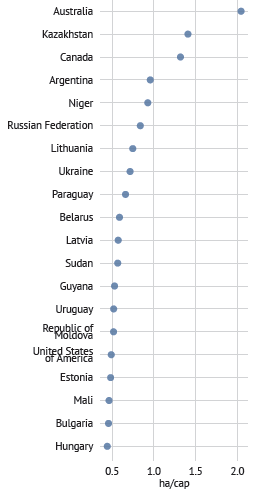 Australia
Kazakhstan
Canada
Argentina
Niger
Russian Federation
Lithuania
Ukraine
Paraguay
Belarus
Latvia
Sudan
Guyana
Uruguay
Republic of
Moldova
United States
of America
Estonia
Mali
Bulgaria
Hungary
0.5 1.0 1.5 2.0
ha/cap